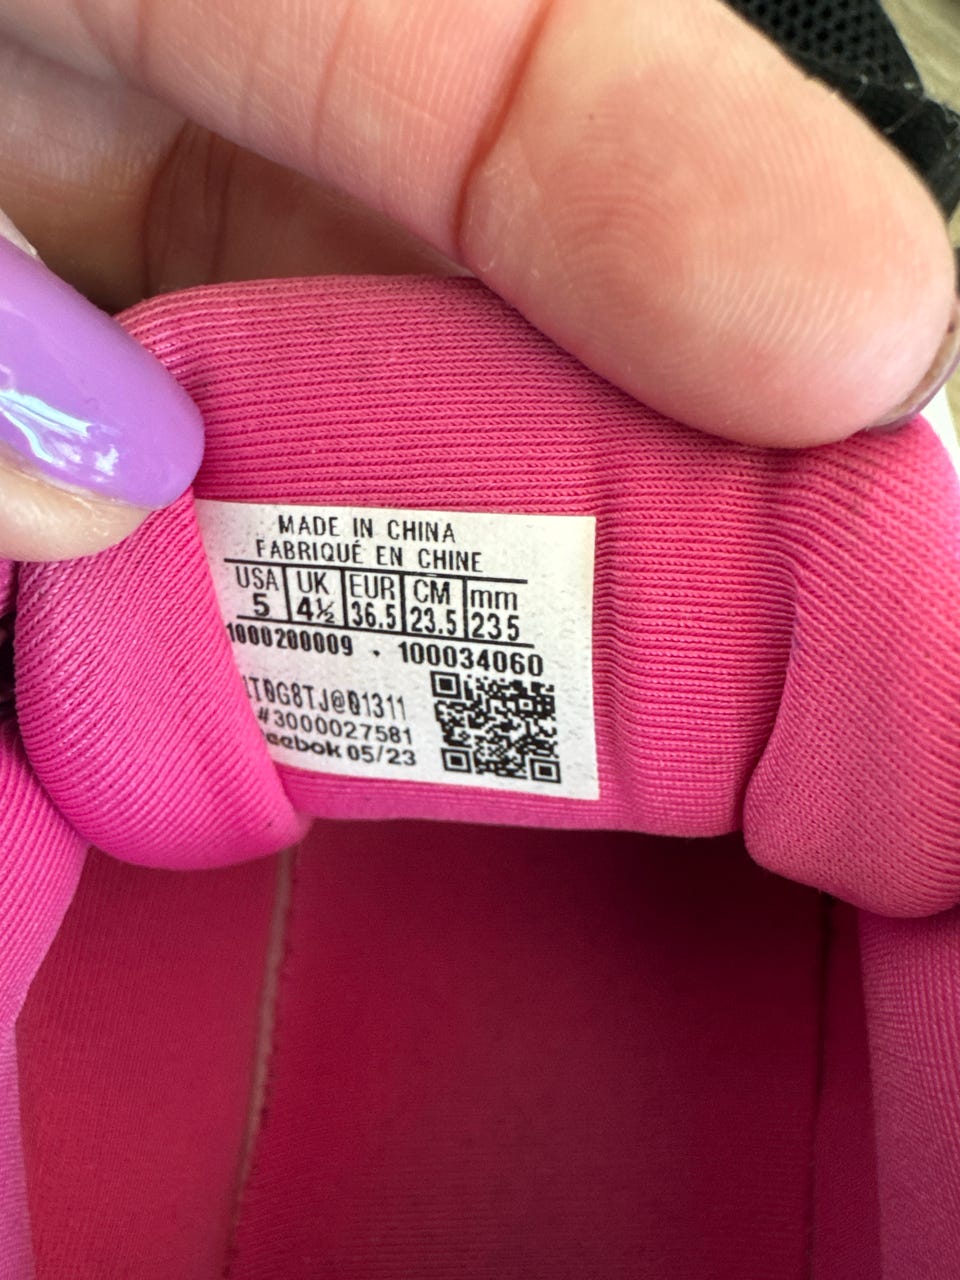 MADE IN CHINA
FABRIQUÉ EN CHINE
USA UK EUR CM mm
5 4½ 36.5 23.5 235
1000200009 • 100034060
1T0G8TJ@01311
#3000027581
eebok 05/23